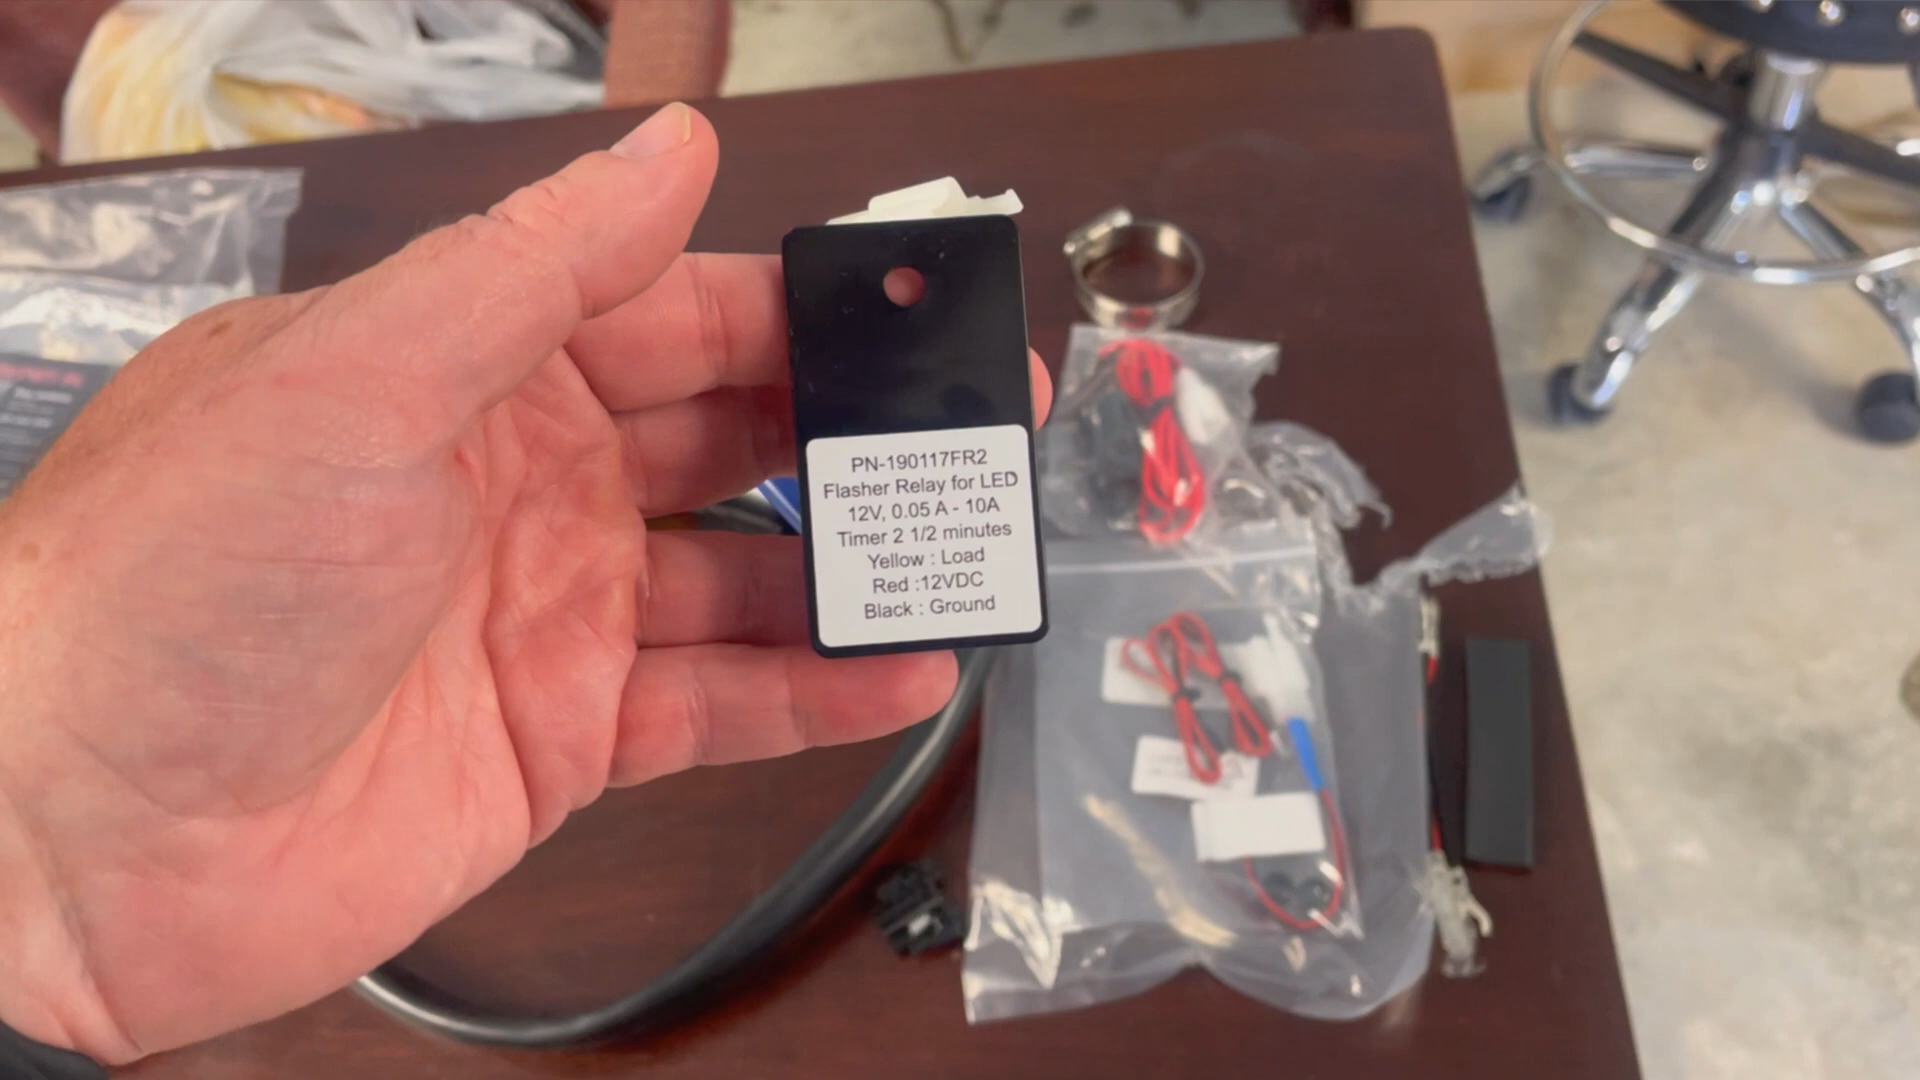 PN-190117FR2
Flasher Relay for LED
12V, 0.05 A - 10A
Timer 2 1/2 minutes
Yellow : Load
Red :12VDC
Black : Ground